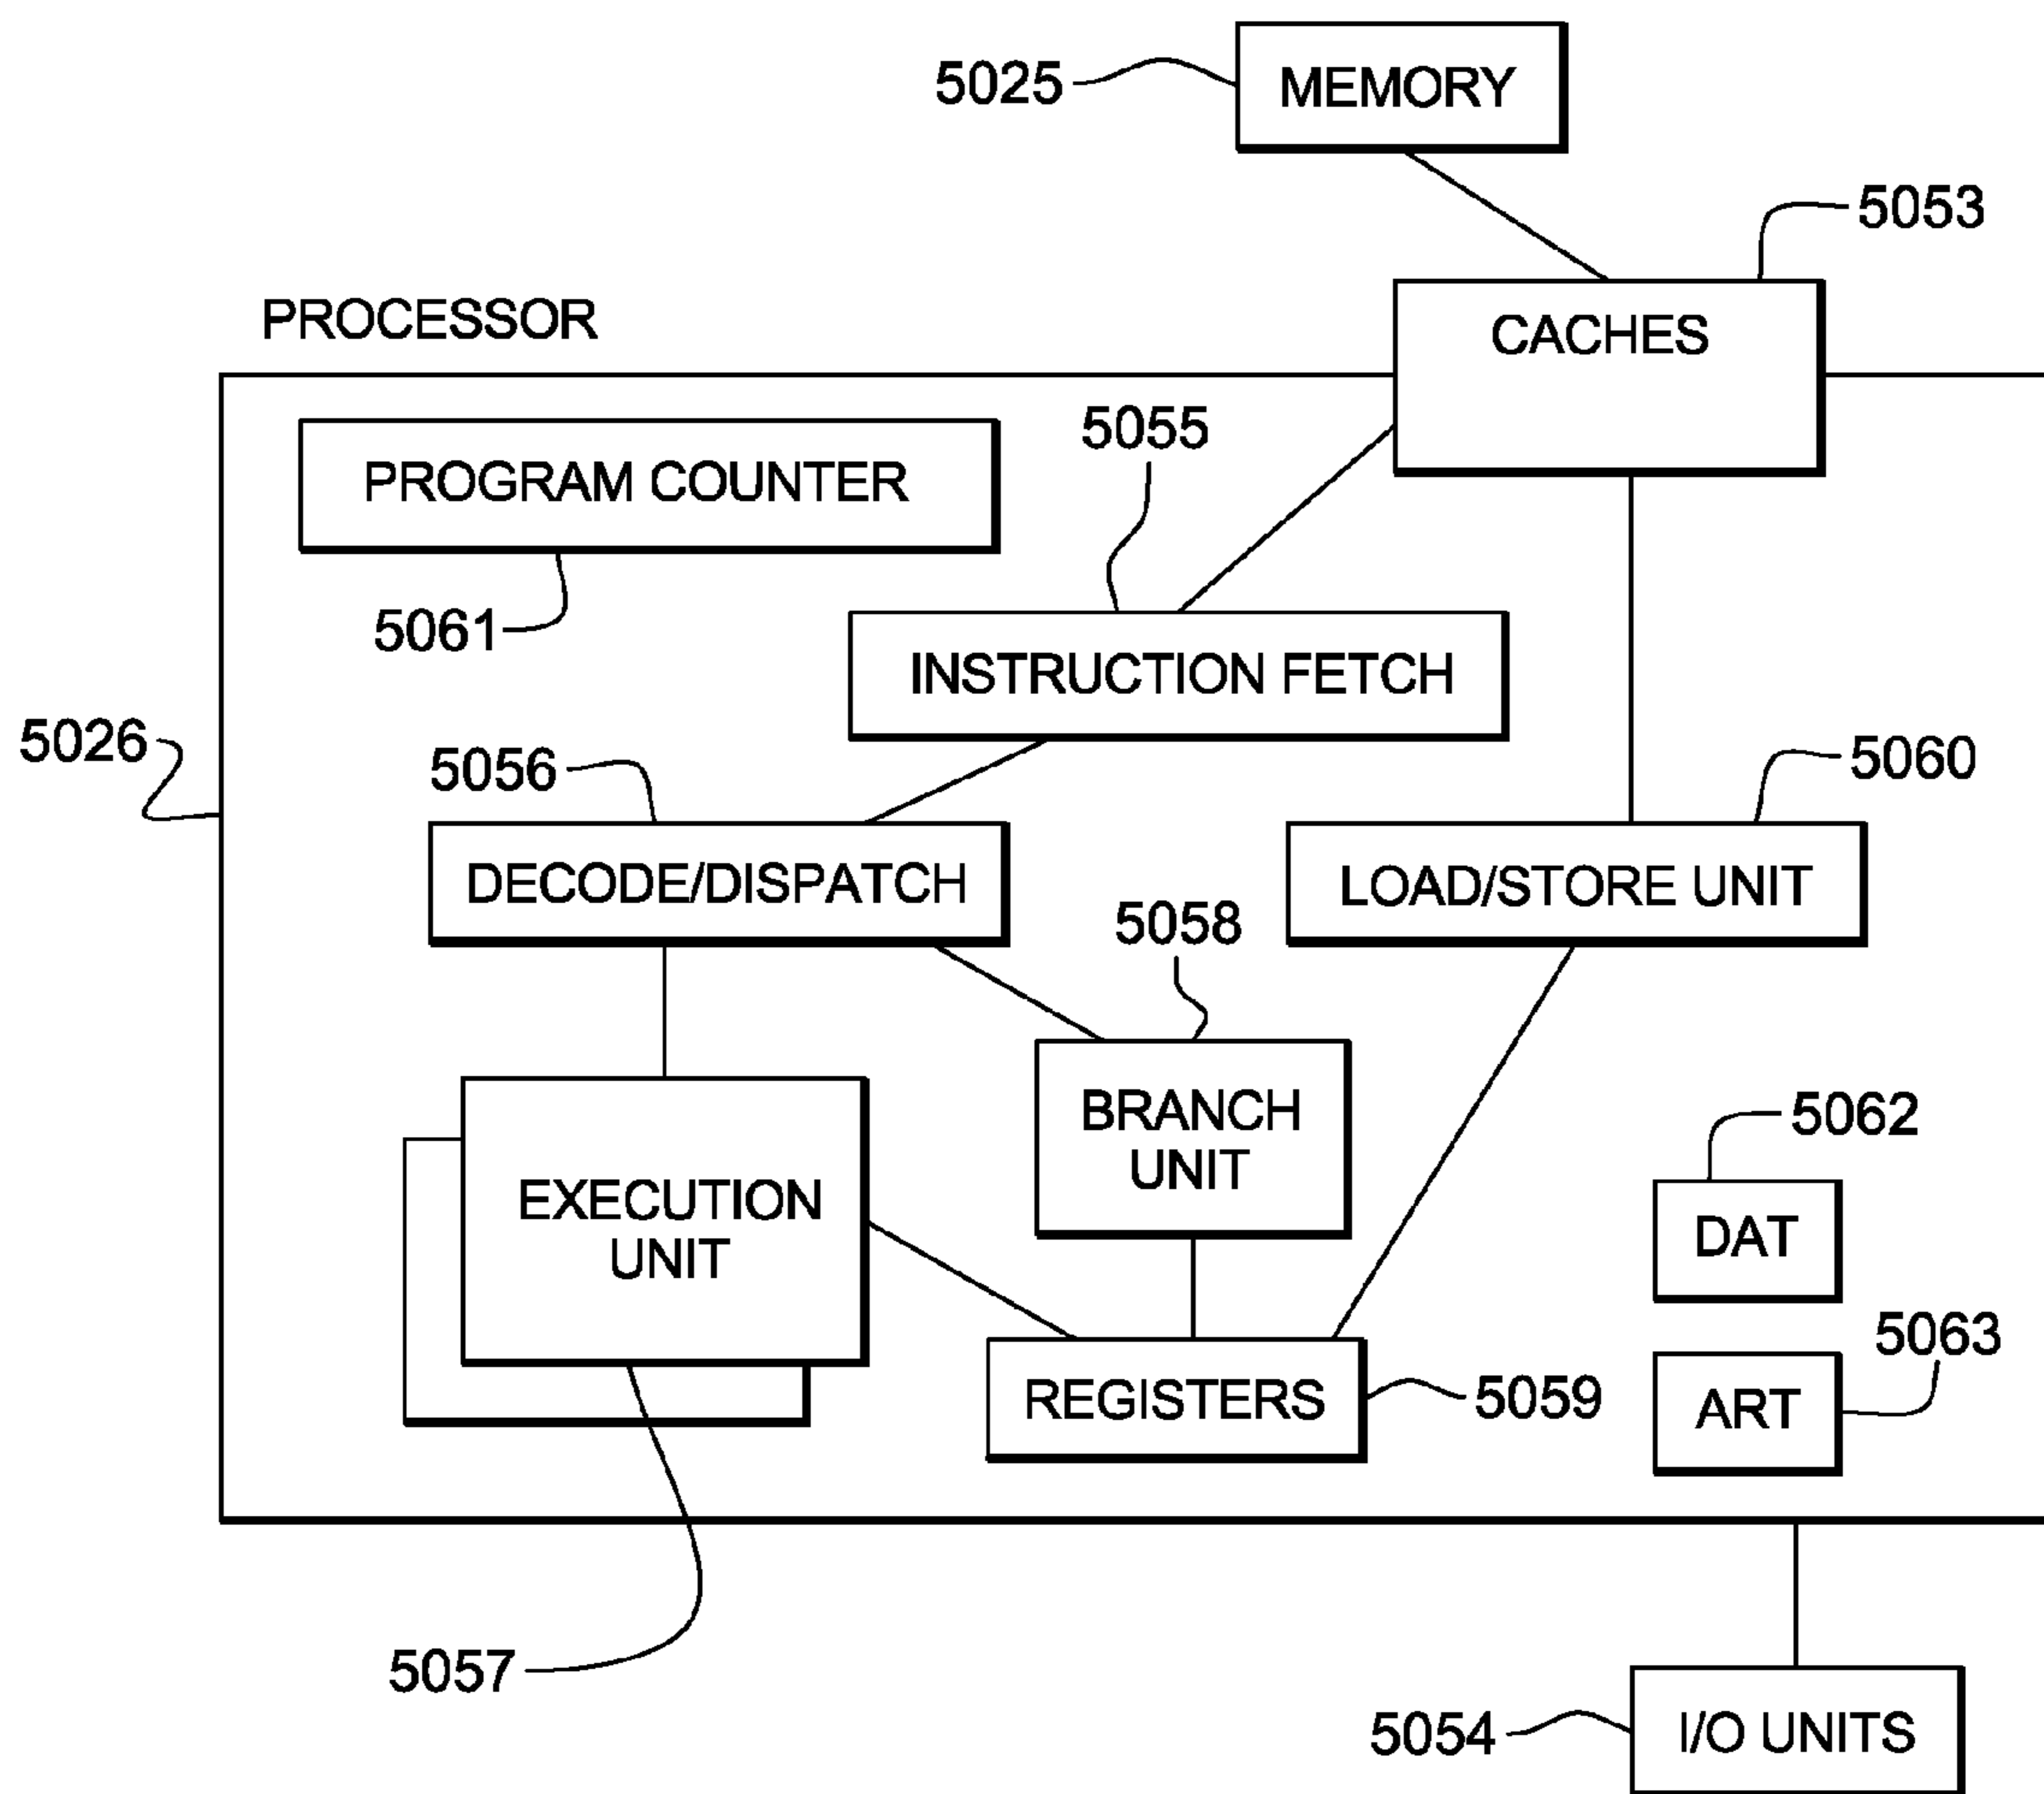 MEMORY
5025
5053
CACHES
PROCESSOR
5055
PROGRAM COUNTER
5061
INSTRUCTION FETCH
5026
5056
5060
DECODE/DISPATCH
LOAD/STORE UNIT
5058
BRANCH
UNIT
5062
EXECUTION
UNIT
DAT
5063
REGISTERS
5059
ART
5057
5054
I/O UNITS